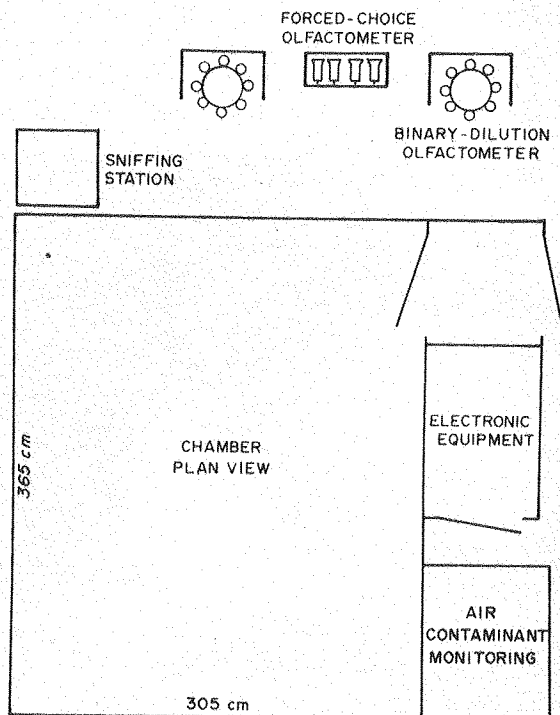 FORCED-CHOICE
OLFACTOMETER
BINARY-DILUTION
OLFACTOMETER
SNIFFING
STATION
365 cm
CHAMBER
PLAN VIEW
ELECTRONIC
EQUIPMENT
AIR
CONTAMINANT
MONITORING
305 cm